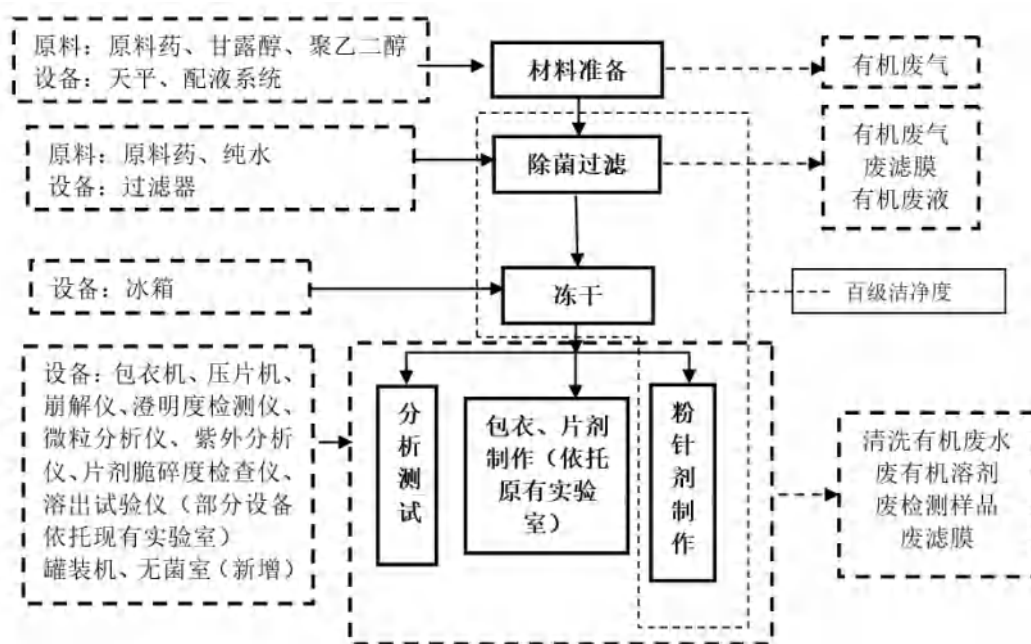 原料：原料药、甘露醇、聚乙二醇
设备：天平、配液系统
材料准备
有机废气
原料：原料药、纯水
设备：过滤器
除菌过滤
有机废气
废滤膜
有机废液
设备：冰箱
冻干
百级洁净度
设备：包衣机、压片机、
崩解仪、澄明度检测仪、
微粒分析仪、紫外分析
仪、片剂脆碎度检查仪、
溶出试验仪（部分设备
依托现有实验室）
罐装机、无菌室（新增）
分析测试
包衣、片剂
制作（依托
原有实验
室）
粉针剂制作
清洗有机废水
废有机溶剂
废检测样品
废滤膜